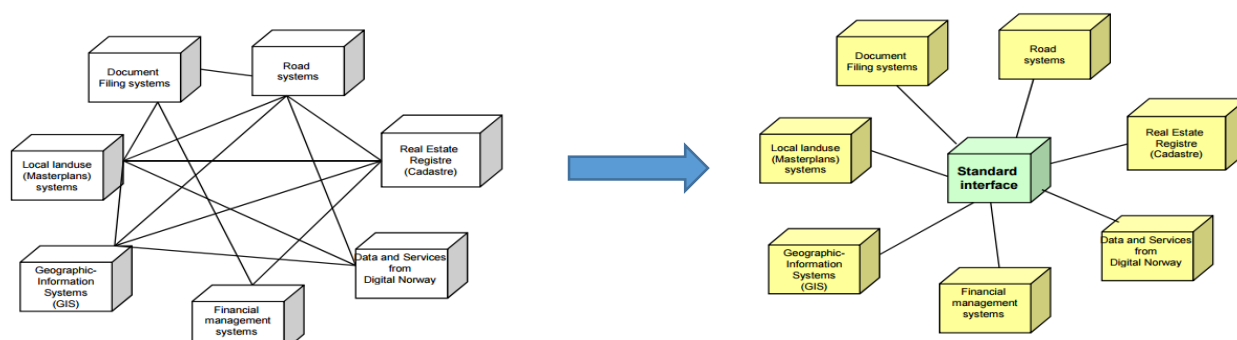 Document
Filing systems
Road
systems
Local landuse
(Masterplans)
systems
Real Estate
Registre
(Cadastre)
Geographic-
Information
Systems
(GIS)
Data and Services
from
Digital Norway
Financial
management
systems
Document
Filing systems
Road
systems
Local landuse
(Masterplans)
systems
Standard
interface
Real Estate
Registre
(Cadastre)
Geographic-
Information
Systems
(GIS)
Data and Services
from
Digital Norway
Financial
management
systems